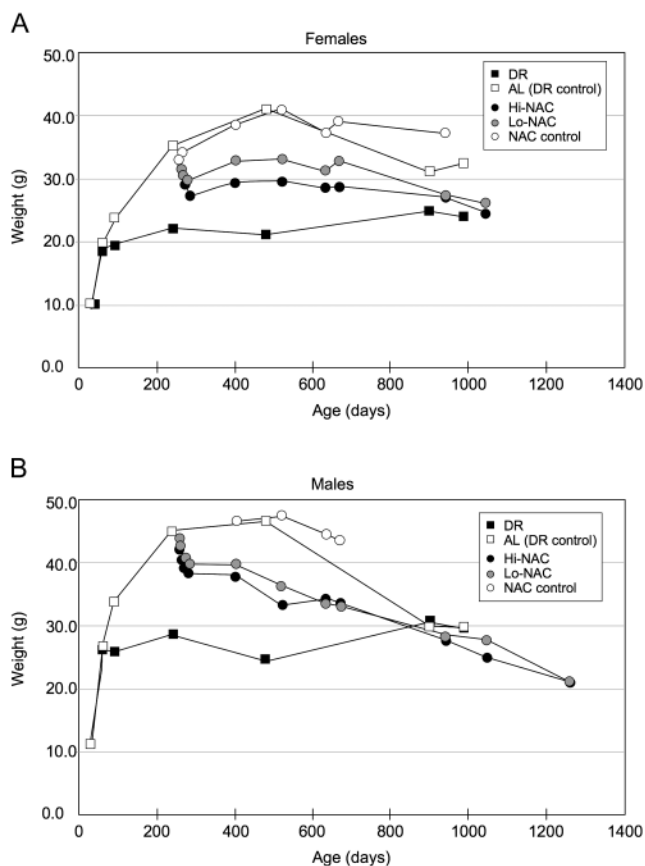 A
Females
50.0
40.0
30.0
20.0
10.0
0.0
Weight (g)
DR
AL (DR control)
Hi-NAC
Lo-NAC
NAC control
0 200 400 600 800 1000 1200 1400
Age (days)
B
Males
50.0
40.0
30.0
20.0
10.0
0.0
Weight (g)
DR
AL (DR control)
Hi-NAC
Lo-NAC
NAC control
0 200 400 600 800 1000 1200 1400
Age (days)